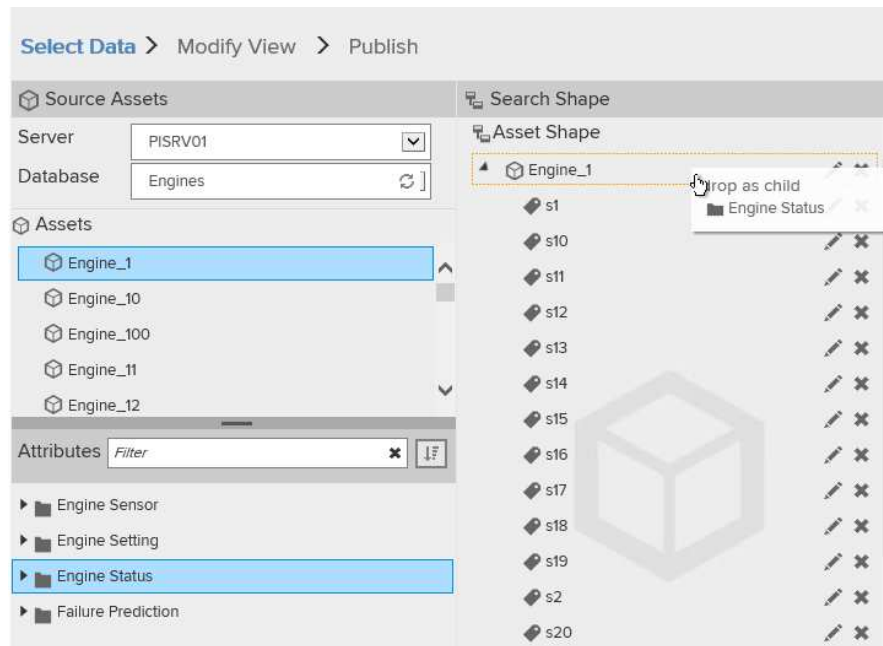 Select Data > Modify View > Publish
Source Assets
Server PISRV01
Database Engines
Assets
Engine_1
Engine_10
Engine_100
Engine_11
Engine_12
Attributes Filter
Engine Sensor
Engine Setting
Engine Status
Failure Prediction
Search Shape
Asset Shape
Engine_1
drop as child
Engine Status
s1
s10
s11
s12
s13
s14
s15
s16
s17
s18
s19
s2
s20